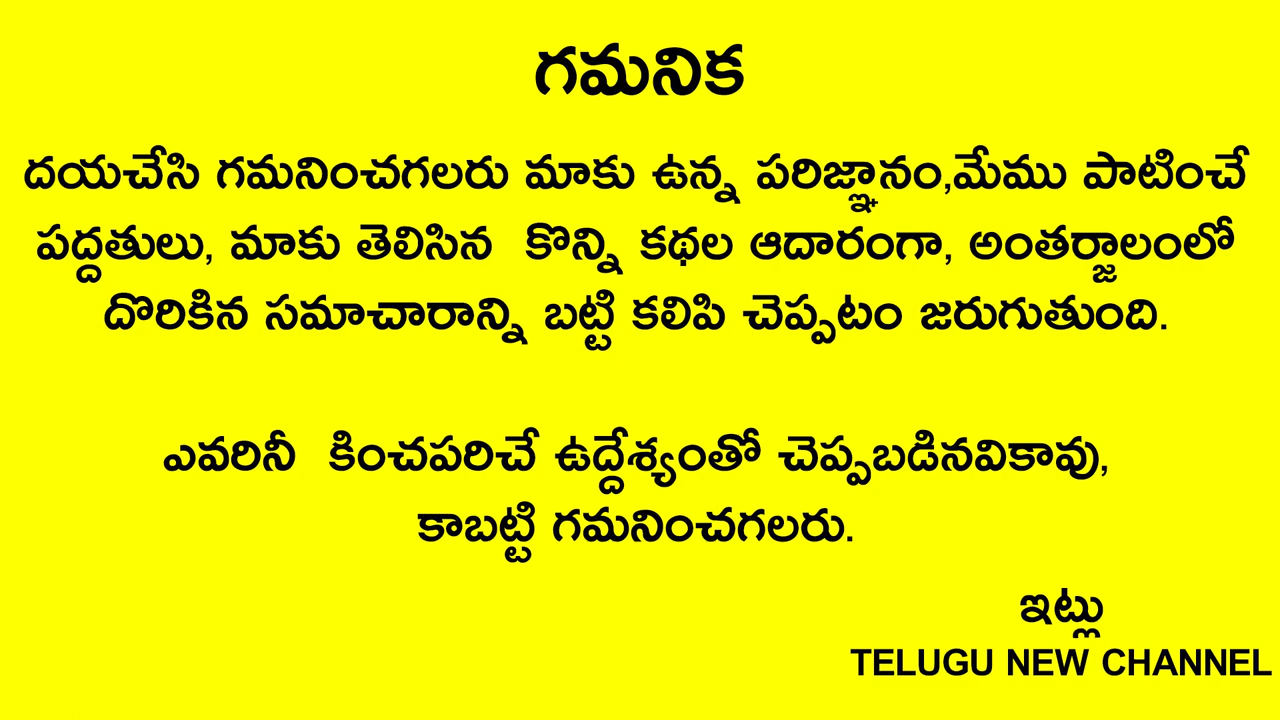 గమనిక
దయచేసి గమనించగలరు మాకు ఉన్న పరిజ్ఞానం,మేము పాటించే
పద్దతులు, మాకు తెలిసిన  కొన్ని కథల ఆదారంగా, అంతర్జాలంలో
దొరికిన సమాచారాన్ని బట్టి కలిపి చెప్పటం జరుగుతుంది.
ఎవరినీ  కించపరిచే ఉద్దేశ్యంతో చెప్పబడినవికావు,
కాబట్టి గమనించగలరు.
ఇట్లు
TELUGU NEW CHANNEL